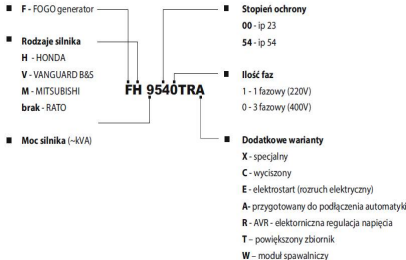 F - FOGO generator
Rodzaje silnika
H - HONDA
V - VANGUARD B&S
M - MITSUBISHI
brak - RATO
Moc silnika (~kVA)
FH 9540TRA
Stopień ochrony
00 - ip 23
54 - ip 54
Ilość faz
1 - 1 fazowy (220V)
0 - 3 fazowy (400V)
Dodatkowe warianty
X - specjalny
C - wyciszony
E - elektrostart (rozruch elektryczny)
A- przygotowany do podłączenia automatyki
R - AVR - elektorniczna regulacja napięcia
T – powiększony zbiornik
W – moduł spawalniczy